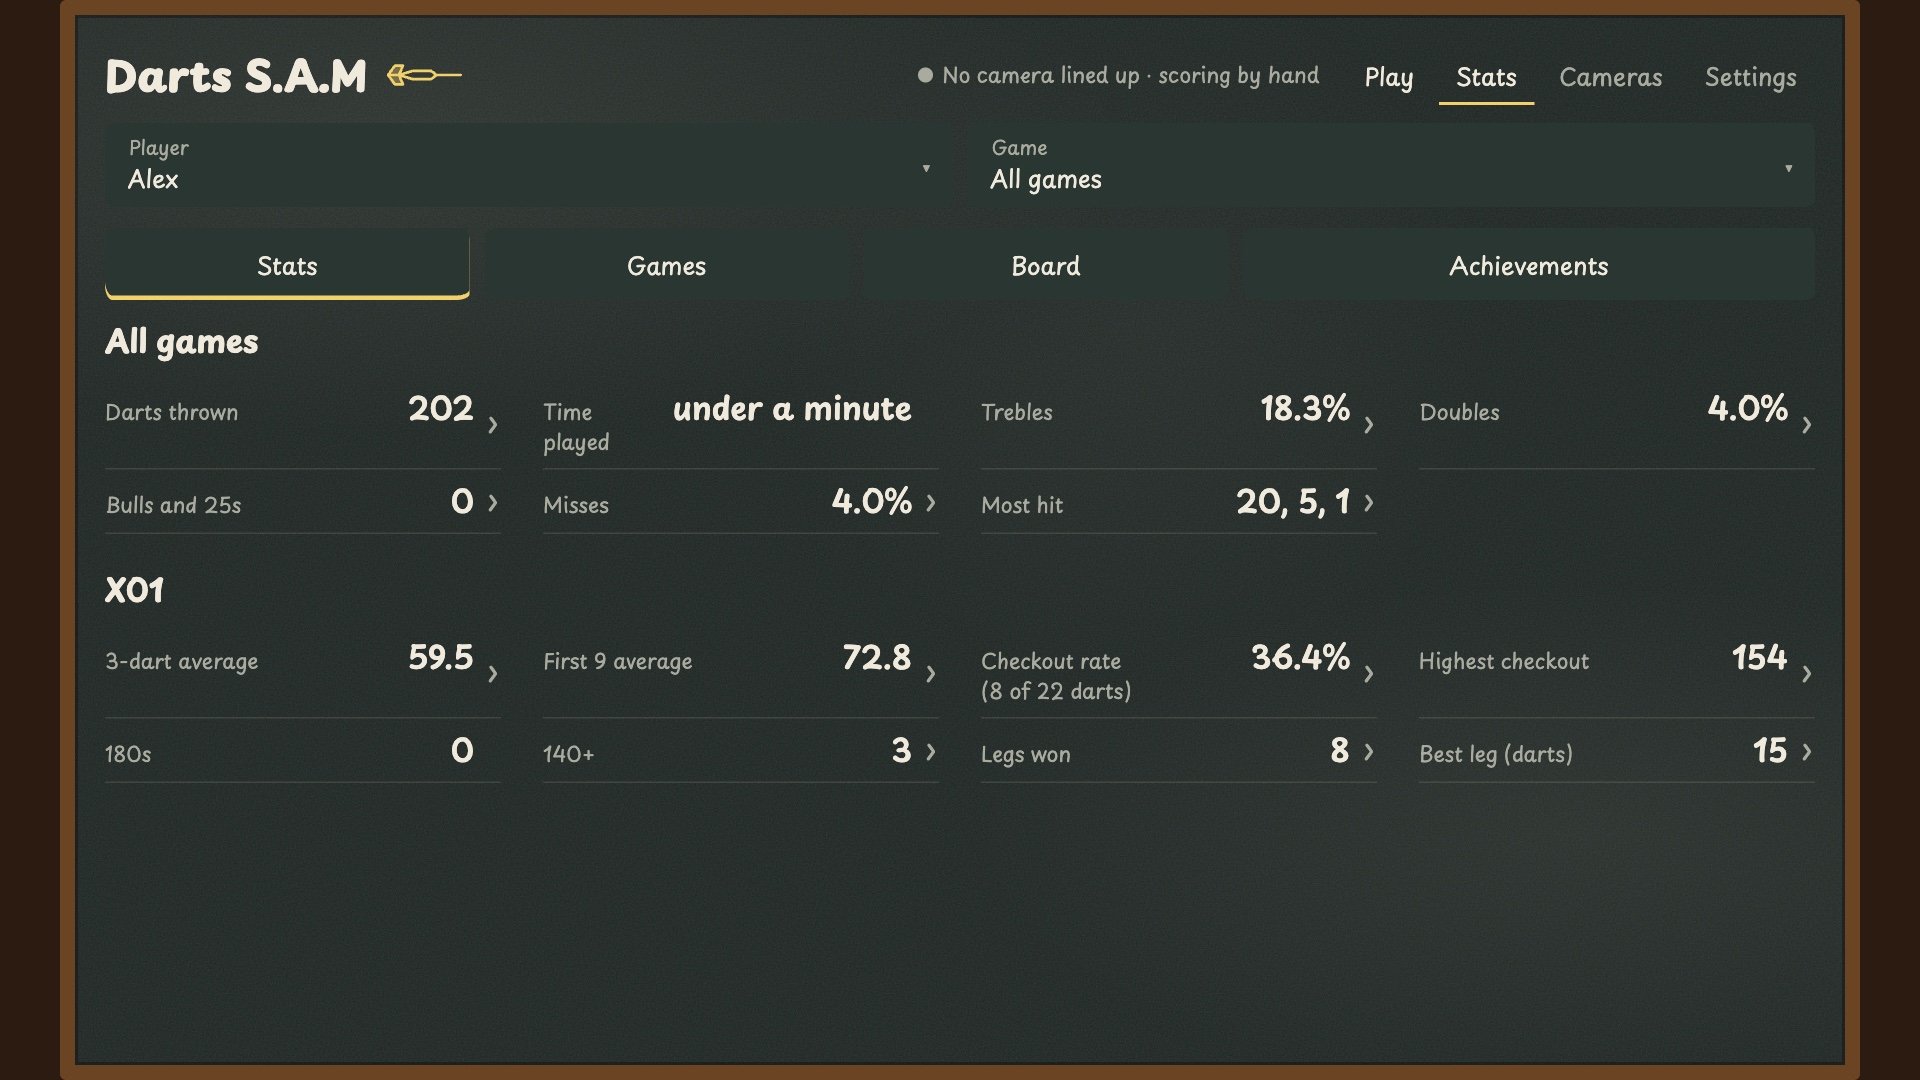 Darts S.A.M
No camera lined up · scoring by hand
Play
Stats
Cameras
Settings
Player
Alex
▾
Game
All games
▾
Stats
Games
Board
Achievements
All games
Darts thrown
202 ›
Time
played
under a minute
Trebles
18.3% ›
Doubles
4.0% ›
Bulls and 25s
0 ›
Misses
4.0% ›
Most hit
20, 5, 1 ›
X01
3-dart average
59.5 ›
First 9 average
72.8 ›
Checkout rate
(8 of 22 darts)
36.4% ›
Highest checkout
154 ›
180s
0
140+
3 ›
Legs won
8 ›
Best leg (darts)
15 ›